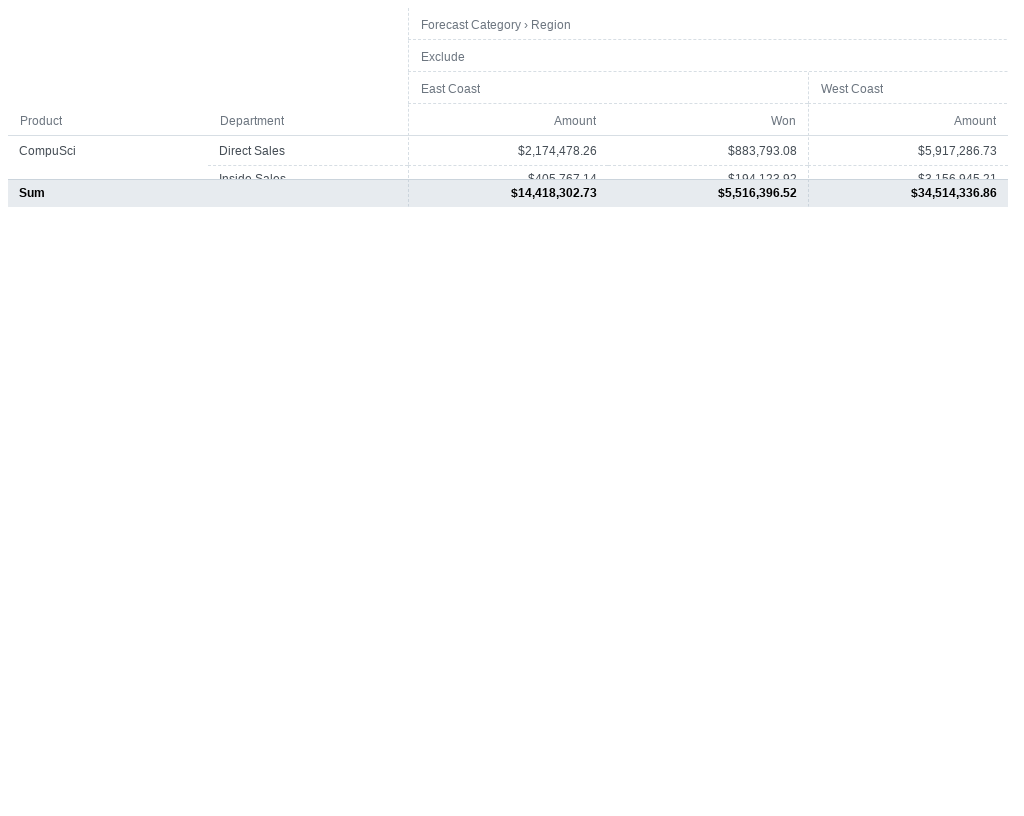 Forecast Category › Region
Exclude
East Coast West Coast
Product Department Amount Won Amount
CompuSci Direct Sales $2,174,478.26 $883,793.08 $5,917,286.73
Inside Sales $405,767.14 $194,123.92 $3,156,945.21
Sum $14,418,302.73 $5,516,396.52 $34,514,336.86